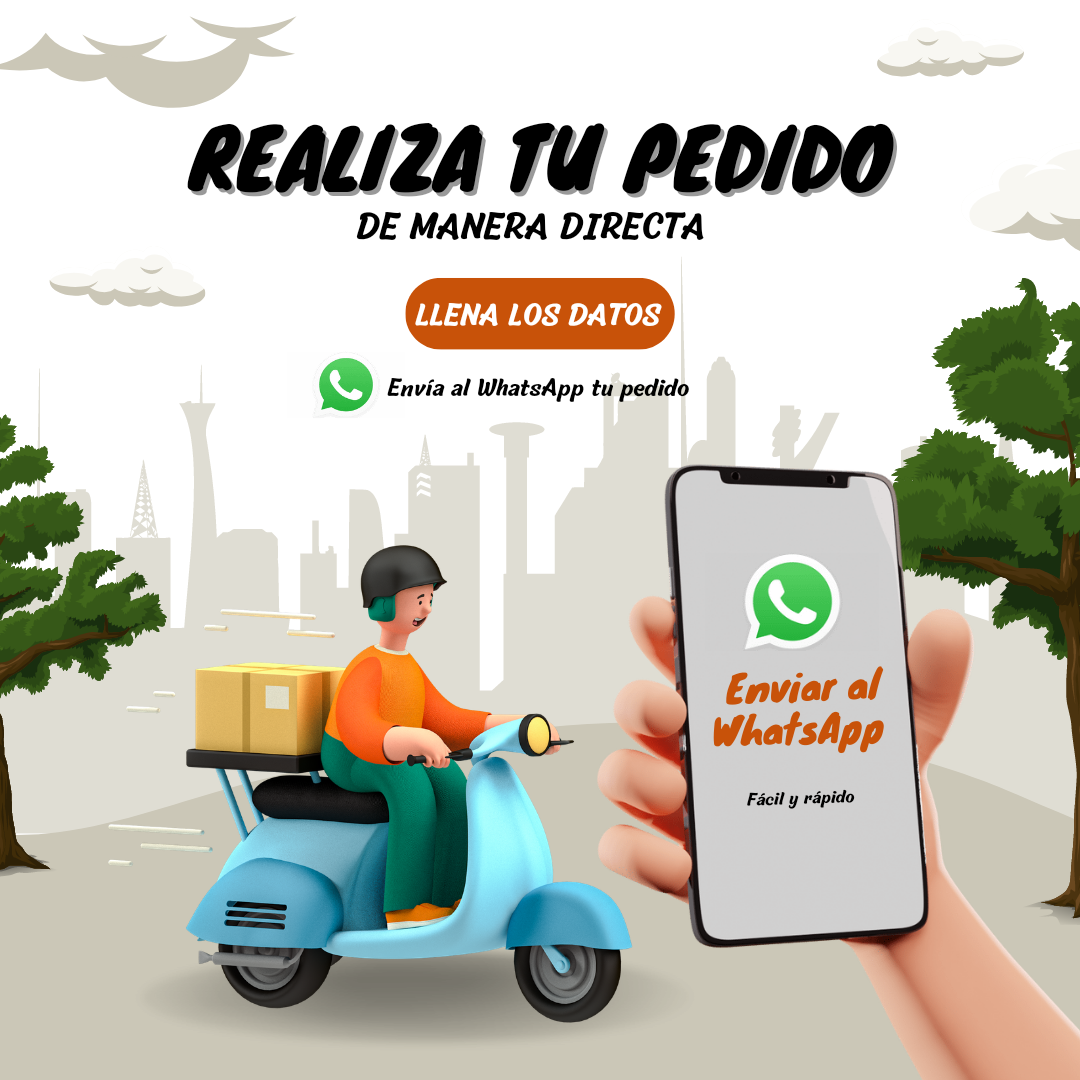 REALIZA TU PEDIDO
DE MANERA DIRECTA
LLENA LOS DATOS
Envía al WhatsApp tu pedido
Enviar al
WhatsApp
Fácil y rápido